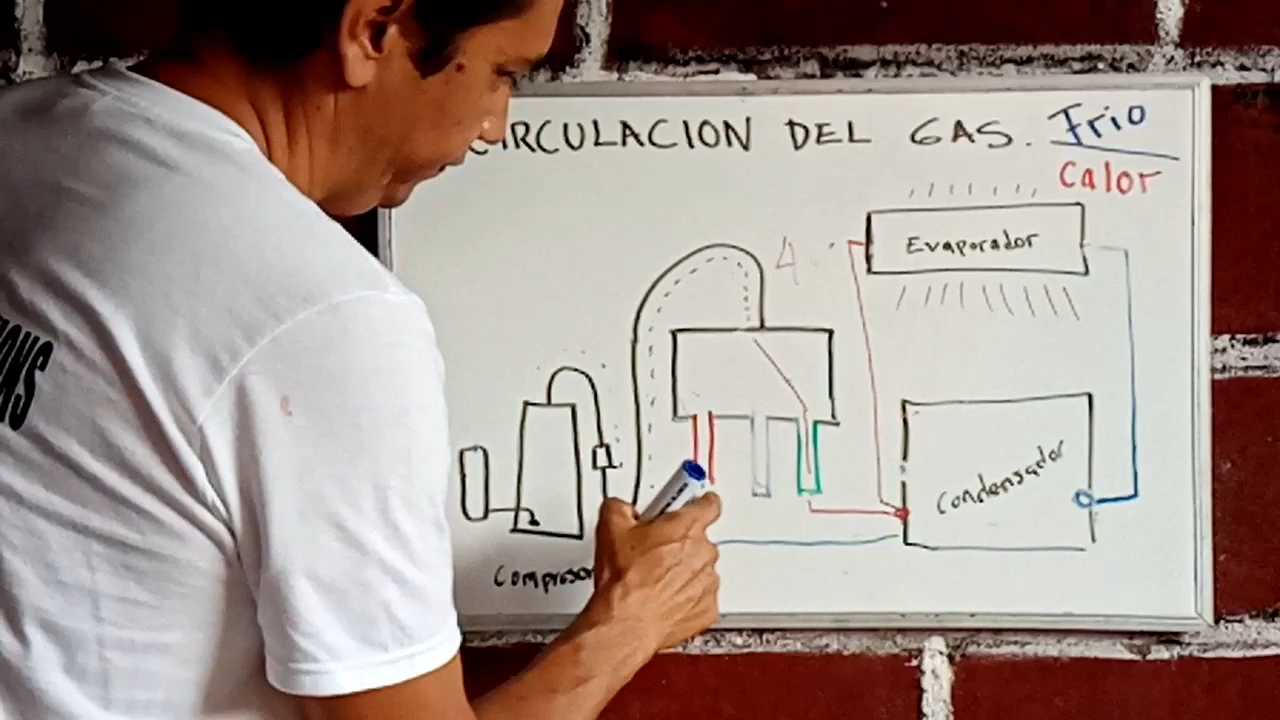 CIRCULACION DEL GAS. Frio
Calor
Evaporador
4
Condensador
Compresor